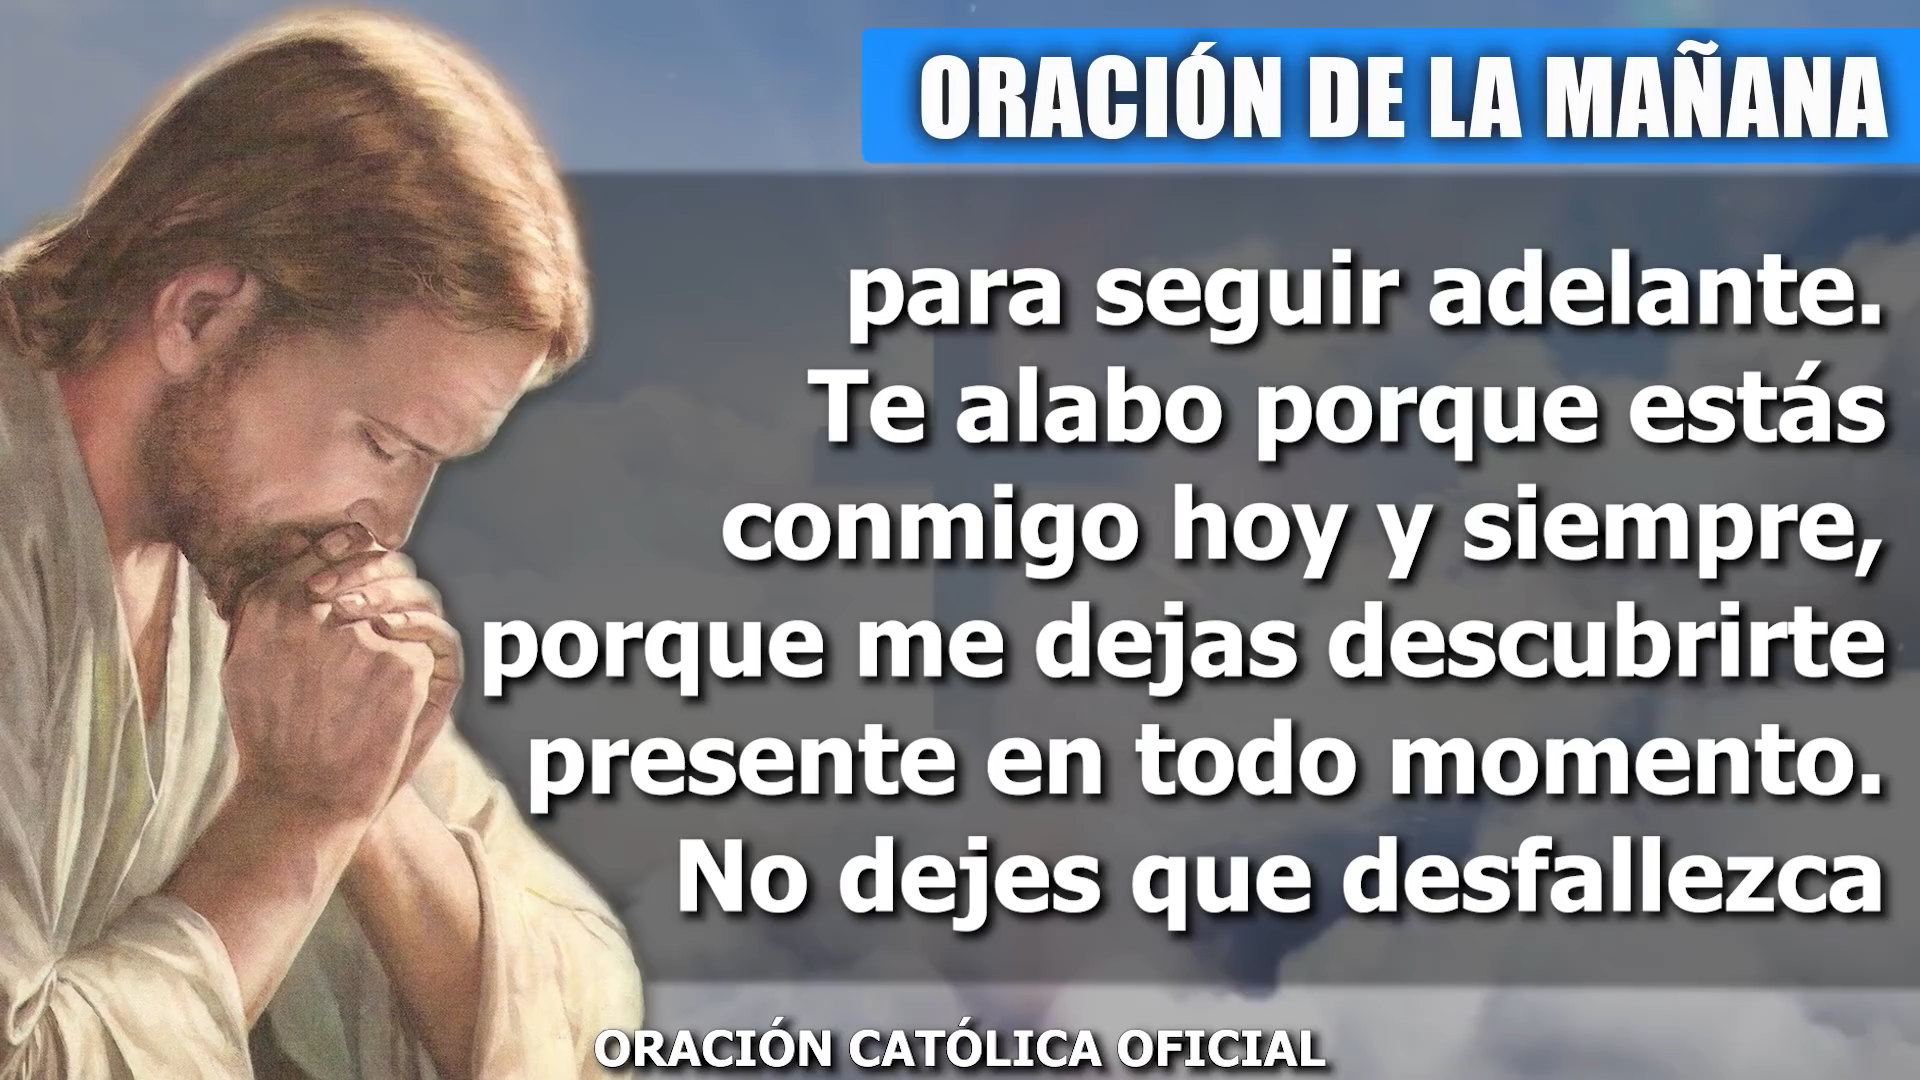 ORACIÓN DE LA MAÑANA
para seguir adelante.
Te alabo porque estás
conmigo hoy y siempre,
porque me dejas descubrirte
presente en todo momento.
No dejes que desfallezca
ORACIÓN CATÓLICA OFICIAL